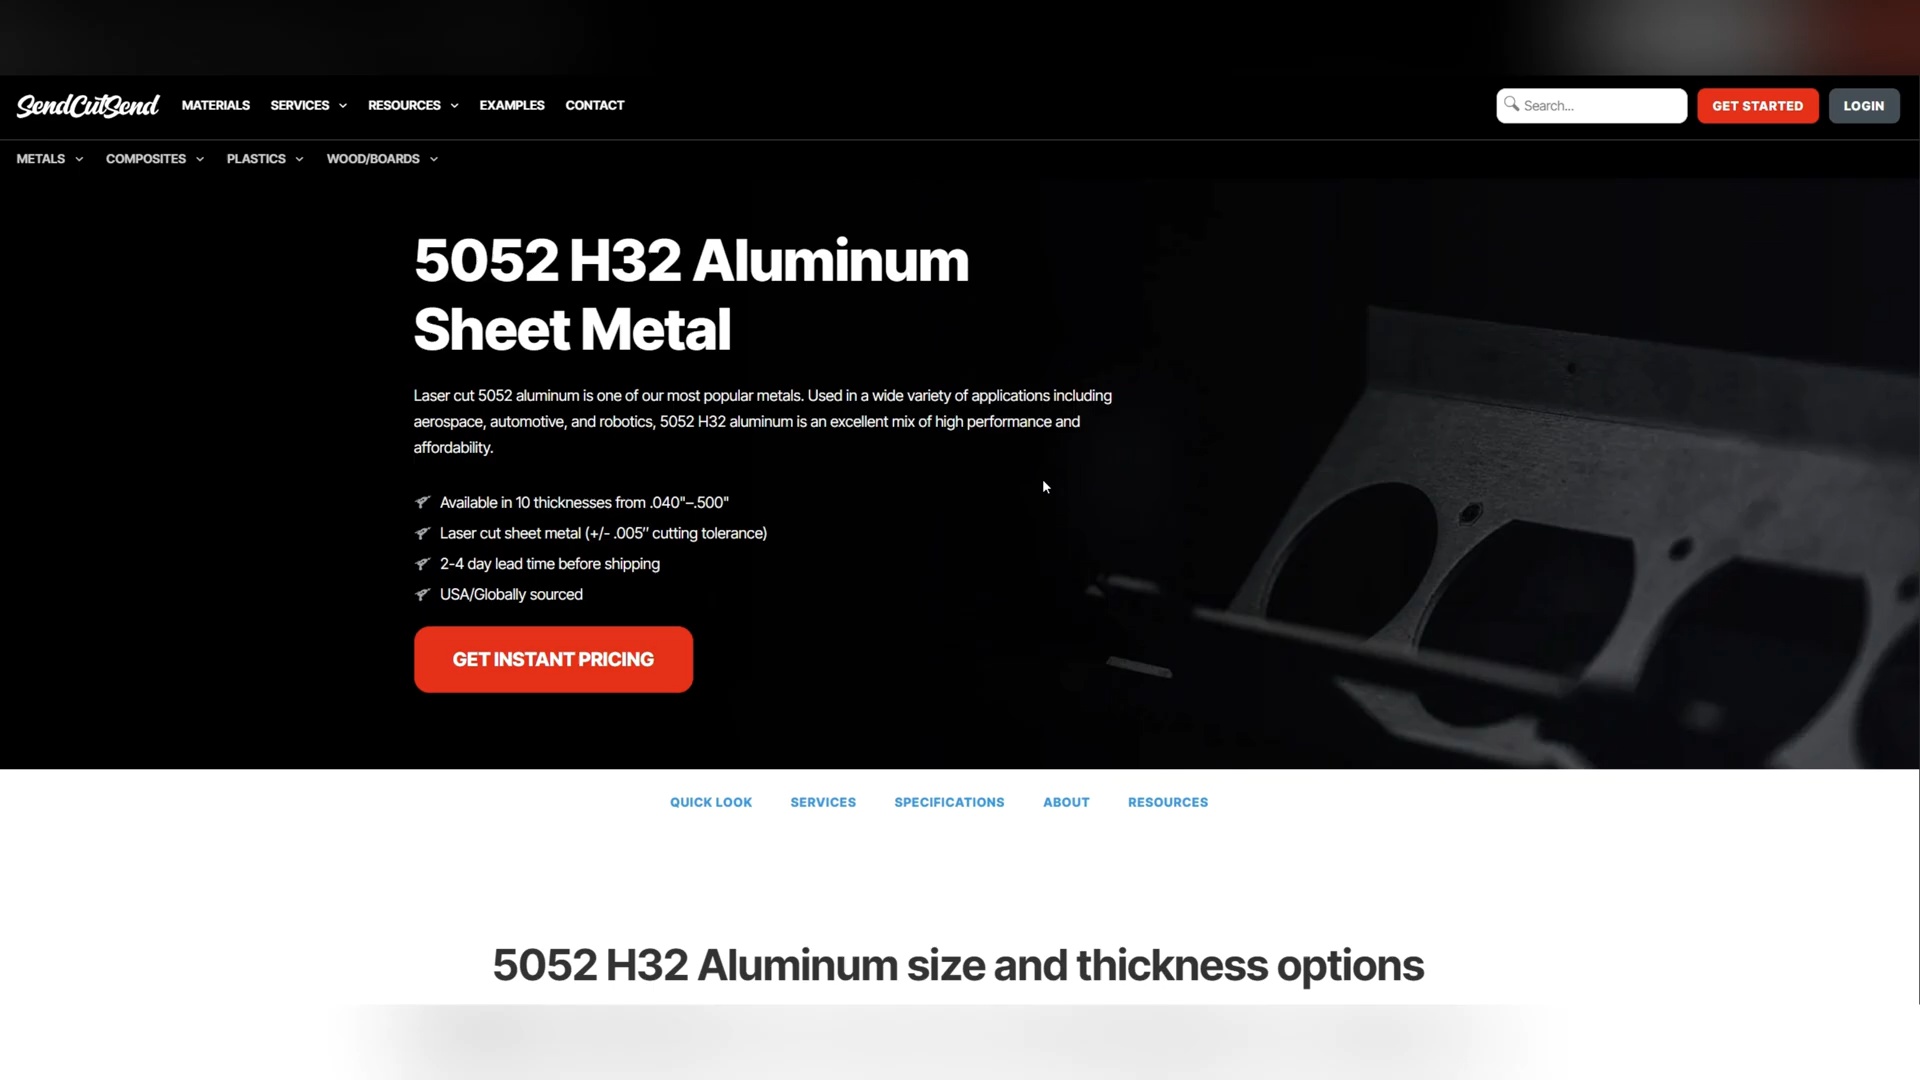 SendCutSend MATERIALS SERVICES RESOURCES EXAMPLES CONTACT Search... GET STARTED LOGIN
METALS COMPOSITES PLASTICS WOOD/BOARDS
5052 H32 Aluminum
Sheet Metal
Laser cut 5052 aluminum is one of our most popular metals. Used in a wide variety of applications including
aerospace, automotive, and robotics, 5052 H32 aluminum is an excellent mix of high performance and
affordability.
Available in 10 thicknesses from .040"–.500"
Laser cut sheet metal (+/- .005″ cutting tolerance)
2-4 day lead time before shipping
USA/Globally sourced
GET INSTANT PRICING
QUICK LOOK SERVICES SPECIFICATIONS ABOUT RESOURCES
5052 H32 Aluminum size and thickness options